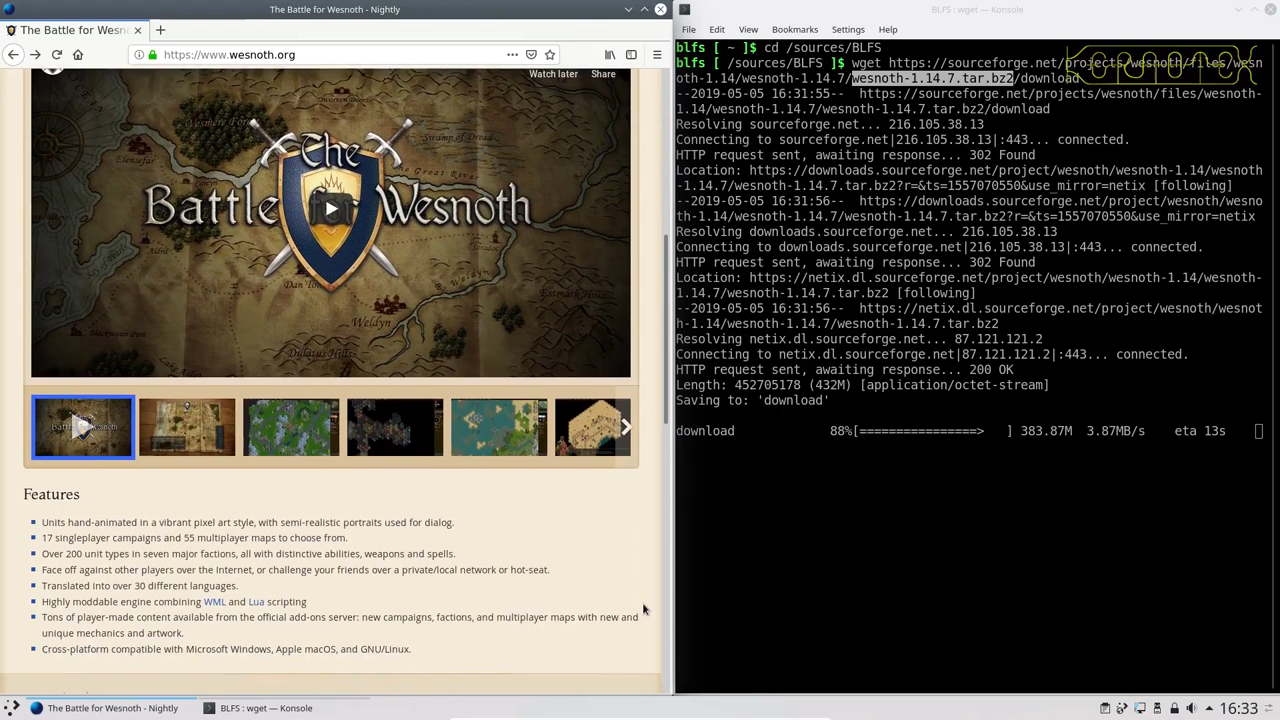 The Battle for Wesnoth - Nightly
The Battle for Wesn
https://www.wesnoth.org
Watch later
Share
The
Battle for Wesnoth
Elensefar
Weldyn
Estmark Hills
Dulatus Hills
Features
Units hand-animated in a vibrant pixel art style, with semi-realistic portraits used for dialog.
17 singleplayer campaigns and 55 multiplayer maps to choose from.
Over 200 unit types in seven major factions, all with distinctive abilities, weapons and spells.
Face off against other players over the Internet, or challenge your friends over a private/local network or hot-seat.
Translated into over 30 different languages.
Highly moddable engine combining WML and Lua scripting
Tons of player-made content available from the official add-ons server: new campaigns, factions, and multiplayer maps with new and
unique mechanics and artwork.
Cross-platform compatible with Microsoft Windows, Apple macOS, and GNU/Linux.
BLFS : wget — Konsole
File Edit View Bookmarks Settings Help
blfs [ ~ ]$ cd /sources/BLFS
blfs [ /sources/BLFS ]$ wget https://sourceforge.net/projects/wesnoth/files/wesn
oth-1.14/wesnoth-1.14.7/wesnoth-1.14.7.tar.bz2/download
--2019-05-05 16:31:55-- https://sourceforge.net/projects/wesnoth/files/wesnoth-
1.14/wesnoth-1.14.7/wesnoth-1.14.7.tar.bz2/download
Resolving sourceforge.net... 216.105.38.13
Connecting to sourceforge.net|216.105.38.13|:443... connected.
HTTP request sent, awaiting response... 302 Found
Location: https://downloads.sourceforge.net/project/wesnoth/wesnoth-1.14/wesnoth
-1.14.7/wesnoth-1.14.7.tar.bz2?r=&ts=1557070550&use_mirror=netix [following]
--2019-05-05 16:31:56-- https://downloads.sourceforge.net/project/wesnoth/wesno
th-1.14/wesnoth-1.14.7/wesnoth-1.14.7.tar.bz2?r=&ts=1557070550&use_mirror=netix
Resolving downloads.sourceforge.net... 216.105.38.13
Connecting to downloads.sourceforge.net|216.105.38.13|:443... connected.
HTTP request sent, awaiting response... 302 Found
Location: https://netix.dl.sourceforge.net/project/wesnoth/wesnoth-1.14/wesnoth-
1.14.7/wesnoth-1.14.7.tar.bz2 [following]
--2019-05-05 16:31:56-- https://netix.dl.sourceforge.net/project/wesnoth/wesnot
h-1.14/wesnoth-1.14.7/wesnoth-1.14.7.tar.bz2
Resolving netix.dl.sourceforge.net... 87.121.121.2
Connecting to netix.dl.sourceforge.net|87.121.121.2|:443... connected.
HTTP request sent, awaiting response... 200 OK
Length: 452705178 (432M) [application/octet-stream]
Saving to: 'download'
download 88%[================> ] 383.87M 3.87MB/s eta 13s
The Battle for Wesnoth - Nightly
BLFS : wget — Konsole
16:33